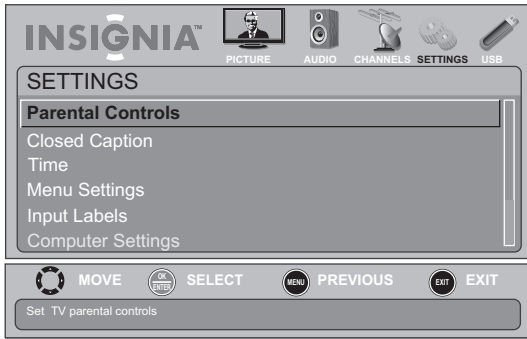 INSIGNIA™
PICTURE AUDIO CHANNELS SETTINGS USB
SETTINGS
Parental Controls
Closed Caption
Time
Menu Settings
Input Labels
Computer Settings
MOVE OK ENTER SELECT MENU PREVIOUS EXIT EXIT
Set TV parental controls